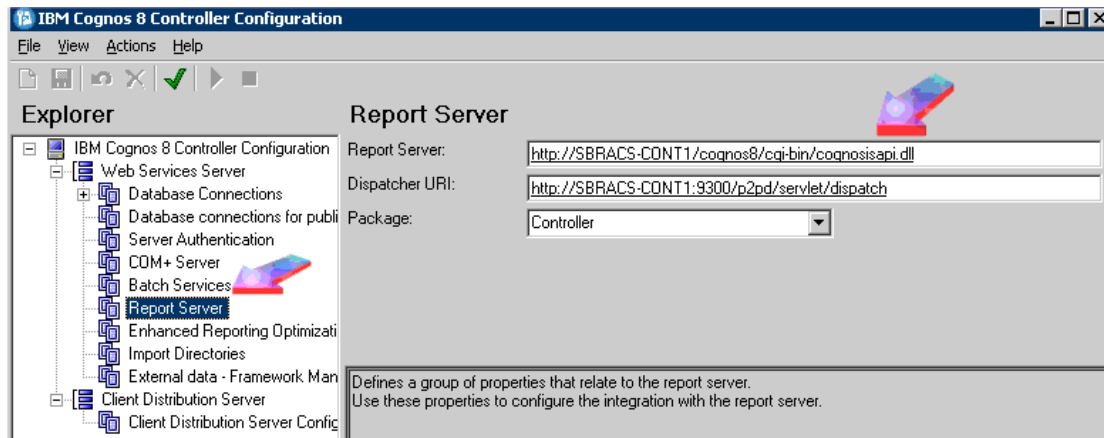 IBM Cognos 8 Controller Configuration
File View Actions Help
Explorer
IBM Cognos 8 Controller Configuration
Web Services Server
Database Connections
Database connections for publi
Server Authentication
COM+ Server
Batch Services
Report Server
Enhanced Reporting Optimizati
Import Directories
External data - Framework Man
Client Distribution Server
Client Distribution Server Config
Report Server
Report Server: http://SBRACS-CONT1/cognos8/cgi-bin/cognosisapi.dll
Dispatcher URI: http://SBRACS-CONT1:9300/p2pd/servlet/dispatch
Package: Controller
Defines a group of properties that relate to the report server.
Use these properties to configure the integration with the report server.